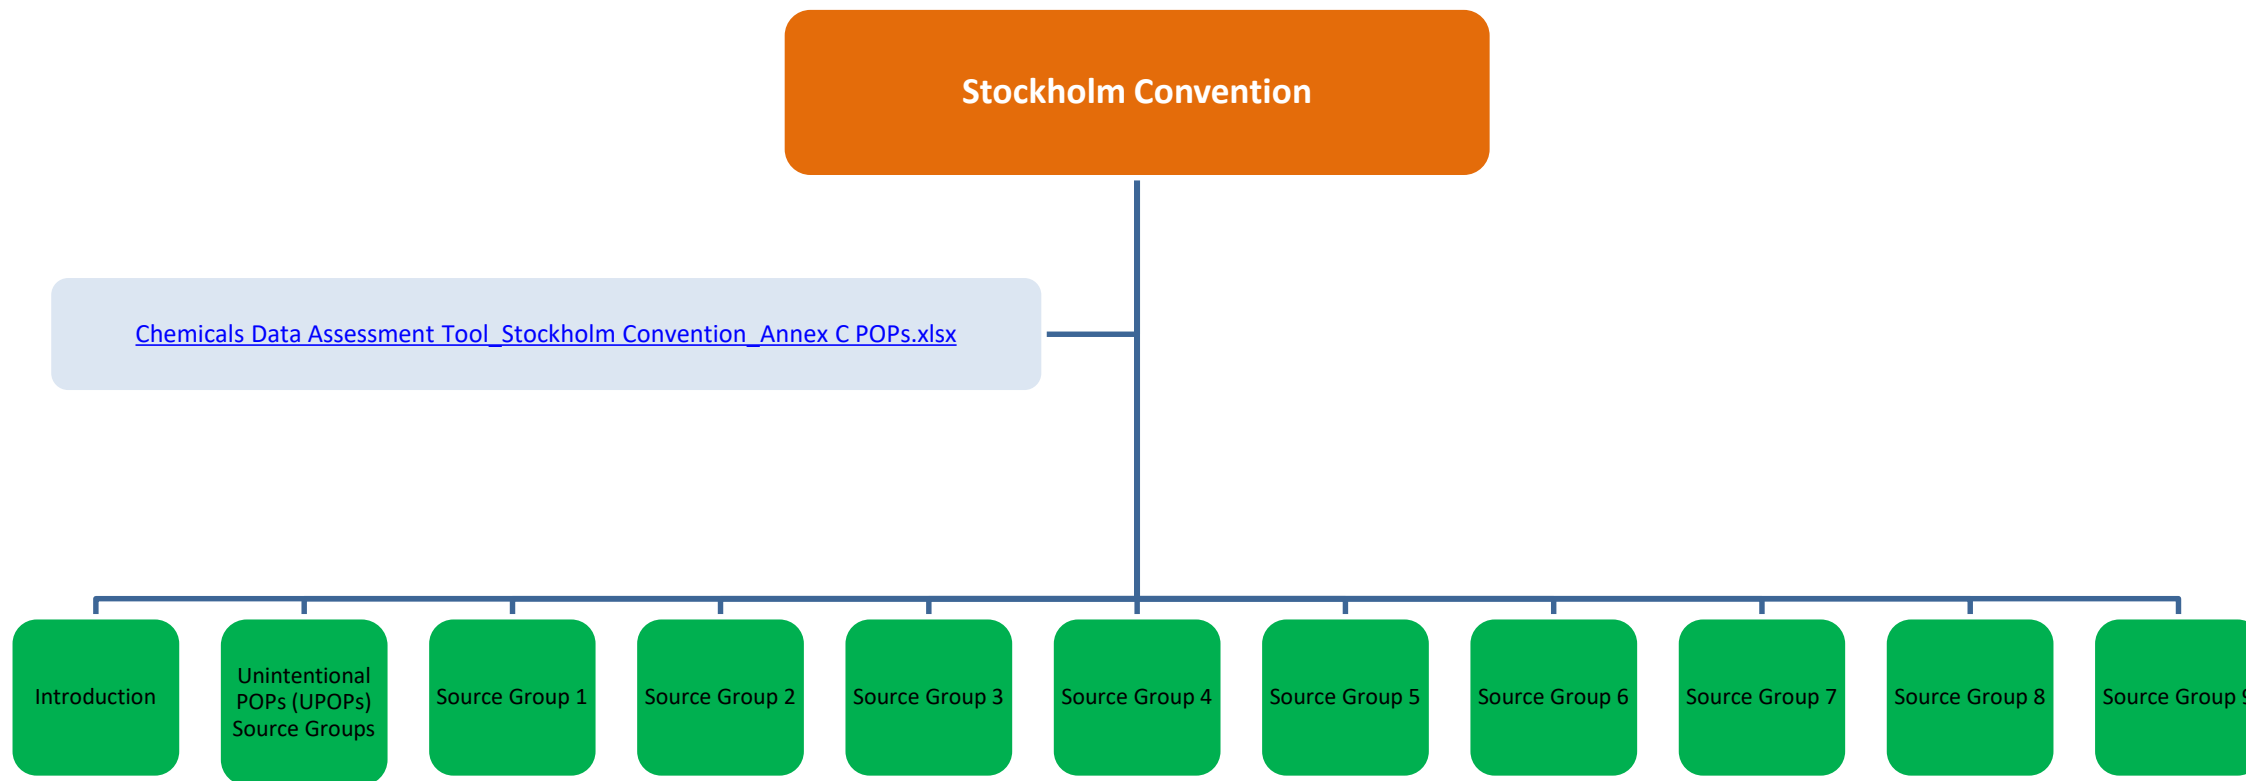 Stockholm Convention
Chemicals Data Assessment Tool_Stockholm Convention_Annex C POPs.xlsx
Introduction
Unintentional
POPs (UPOPs)
Source Groups
Source Group 1
Source Group 2
Source Group 3
Source Group 4
Source Group 5
Source Group 6
Source Group 7
Source Group 8
Source Group 9